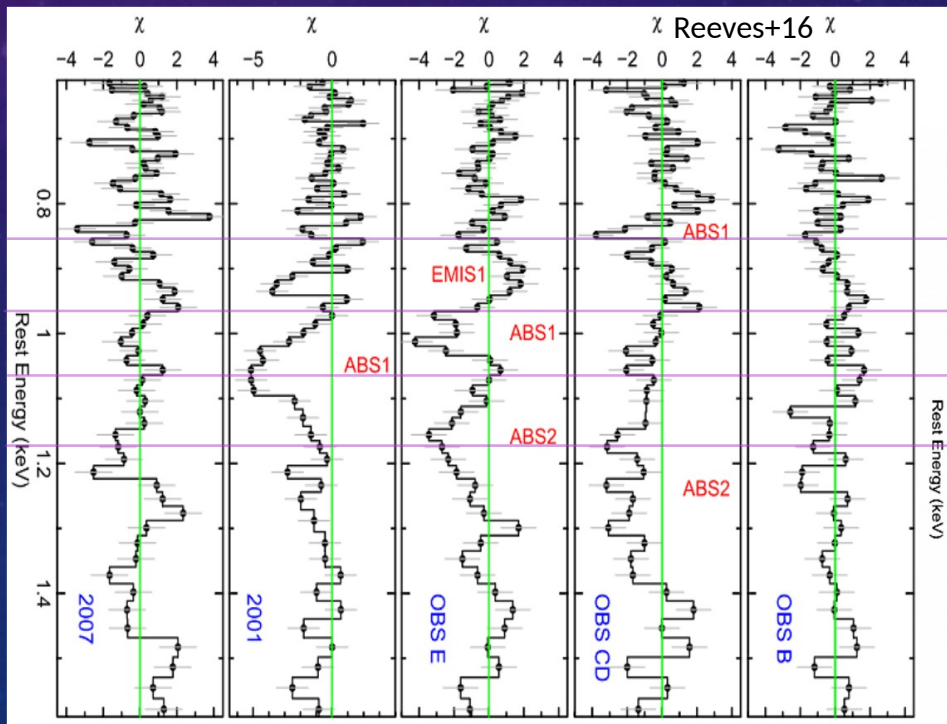 χ χ χ χ Reeves+16 χ
−4 −2 0 2 4 −5 0 −4 −2 0 2 4 −4 −2 0 2 4 −4 −2 0 2 4
0.8
ABS1
EMIS1
1
ABS1
ABS1
ABS2
1.2
ABS2
1.4
Rest Energy (keV)
Rest Energy (keV)
2007
2001
OBS E
OBS CD
OBS B